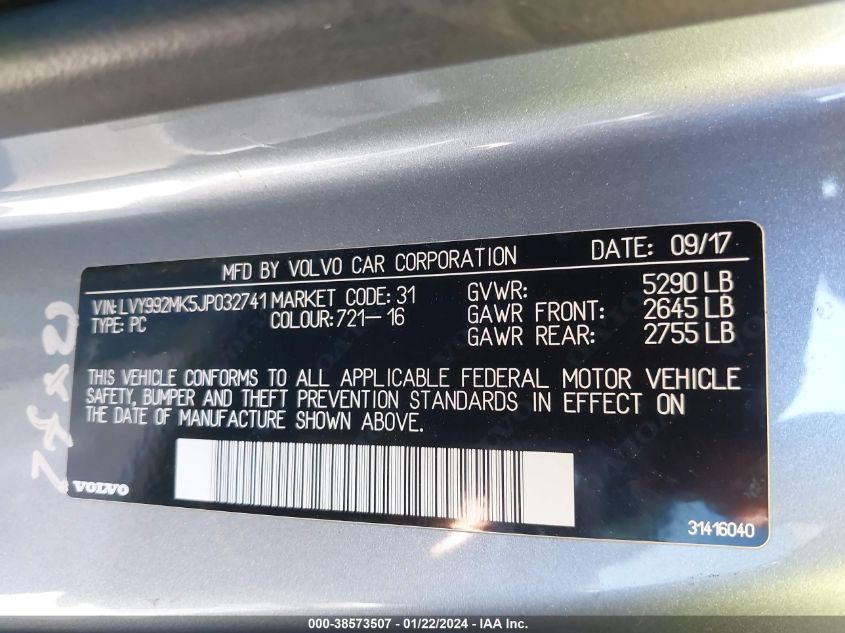 MFD BY VOLVO CAR CORPORATION DATE: 09/17
VIN:LVY992MK5JP032741 MARKET CODE: 31 GVWR: 5290 LB
TYPE: PC COLOUR:721-16 GAWR FRONT: 2645 LB
GAWR REAR: 2755 LB
THIS VEHICLE CONFORMS TO ALL APPLICABLE FEDERAL MOTOR VEHICLE
SAFETY, BUMPER AND THEFT PREVENTION STANDARDS IN EFFECT ON
THE DATE OF MANUFACTURE SHOWN ABOVE.
VOLVO
31416040
000-38573507 - 01/22/2024 - IAA Inc.